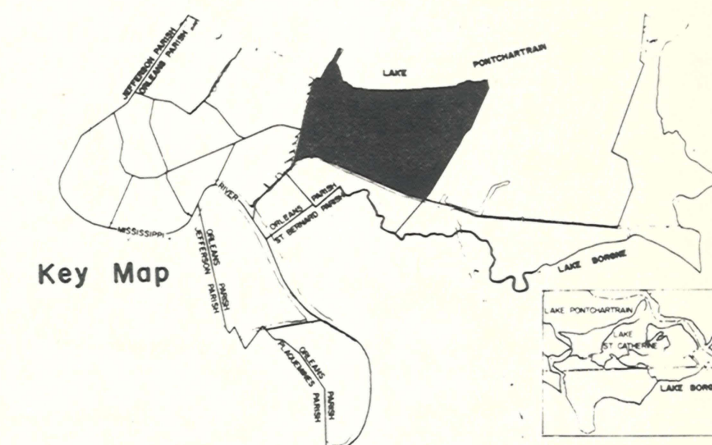 JEFFERSON PARISH
ORLEANS PARISH
LAKE
PONTCHARTRAIN
RIVER
ORLEANS PARISH
ST BERNARD PARISH
MISSISSIPPI
ORLEANS PARISH
JEFFERSON PARISH
LAKE BORGNE
Key Map
LAKE PONTCHARTRAIN
LAKE
ST CATHERINE
LAKE BORG
ORLEANS PARISH
PLAQUEMINES PARISH